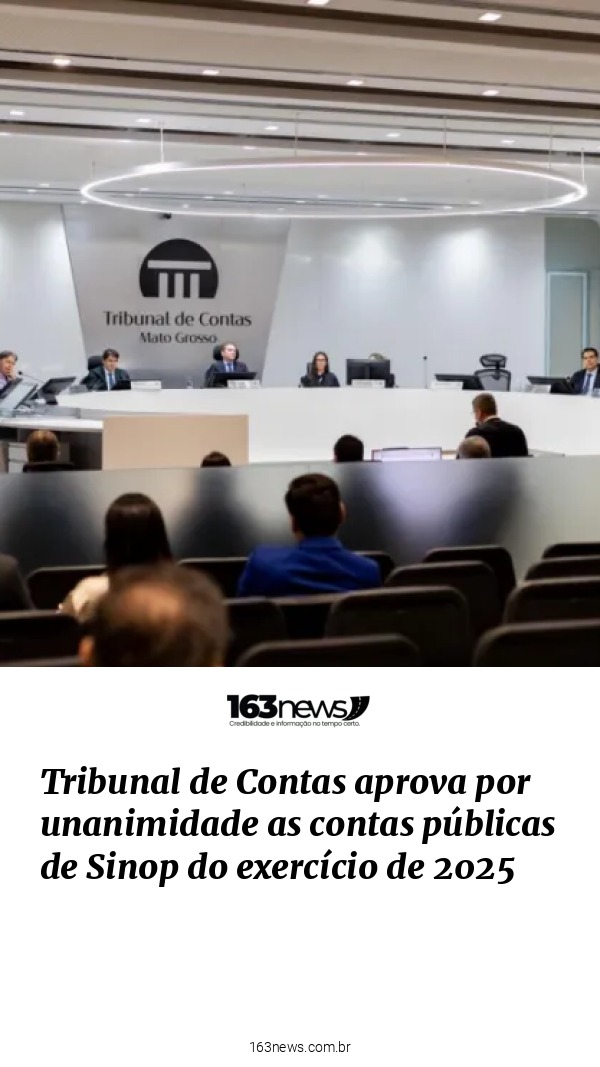 Tribunal de Contas
Mato Grosso
163news
Credibilidade e informação no tempo certo.
Tribunal de Contas aprova por
unanimidade as contas públicas
de Sinop do exercício de 2025
163news.com.br